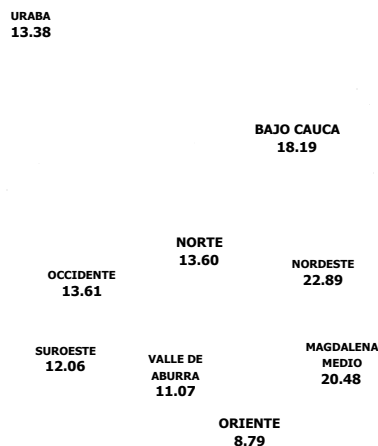 URABA
13.38
BAJO CAUCA
18.19
NORTE
13.60
NORDESTE
22.89
OCCIDENTE
13.61
SUROESTE
12.06
VALLE DE
ABURRA
11.07
MAGDALENA
MEDIO
20.48
ORIENTE
8.79